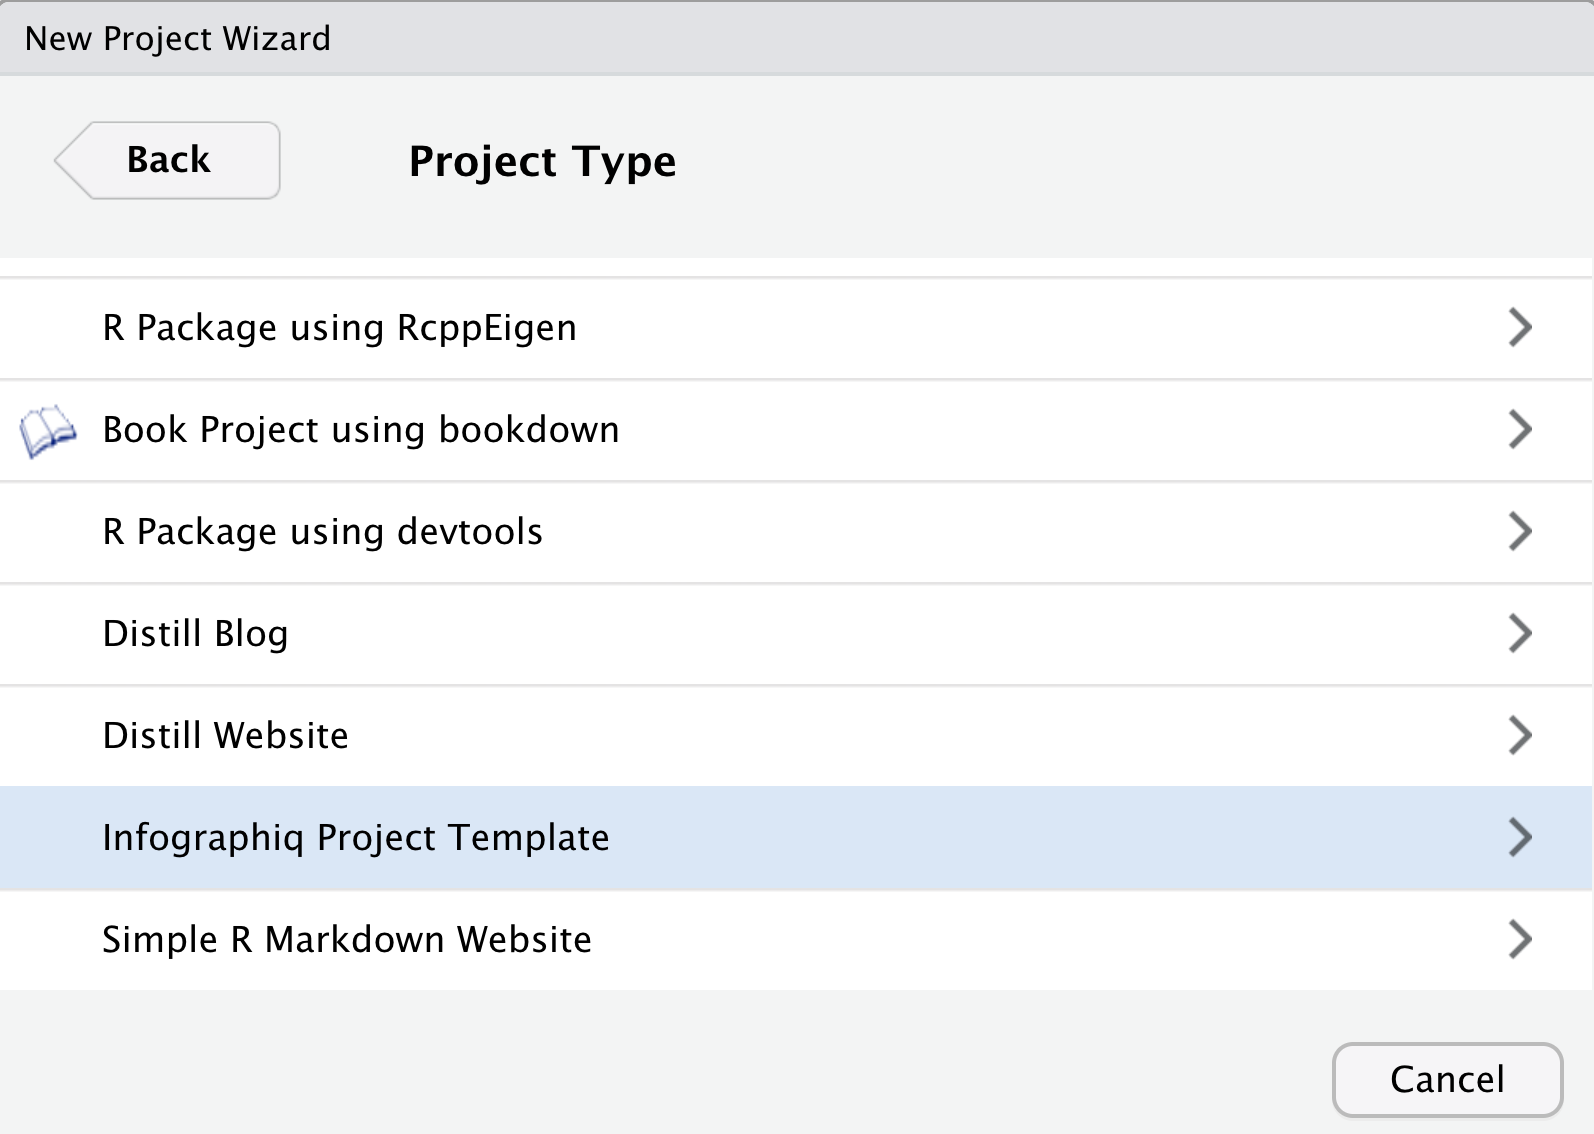 New Project Wizard
Back
Project Type
R Package using RcppEigen
Book Project using bookdown
R Package using devtools
Distill Blog
Distill Website
Infographiq Project Template
Simple R Markdown Website
Cancel